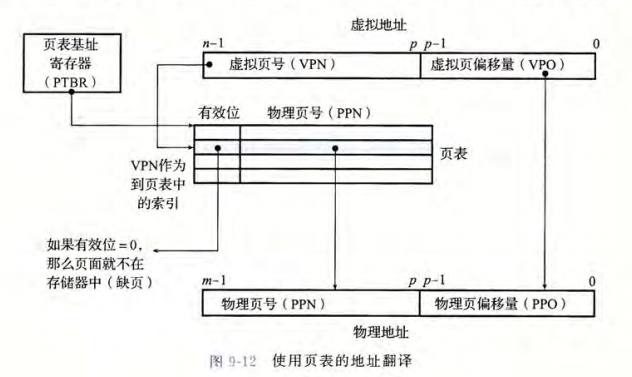 虚拟地址
页表基址
寄存器
(PTBR)
n-1
p p-1
0
虚拟页号(VPN)
虚拟页偏移量(VPO)
有效位
物理页号(PPN)
VPN作为
到页表中
的索引
页表
如果有效位=0,
那么页面就不在
存储器中(缺页)
m-1
p p-1
0
物理页号(PPN)
物理页偏移量(PPO)
物理地址
图 9-12 使用页表的地址翻译